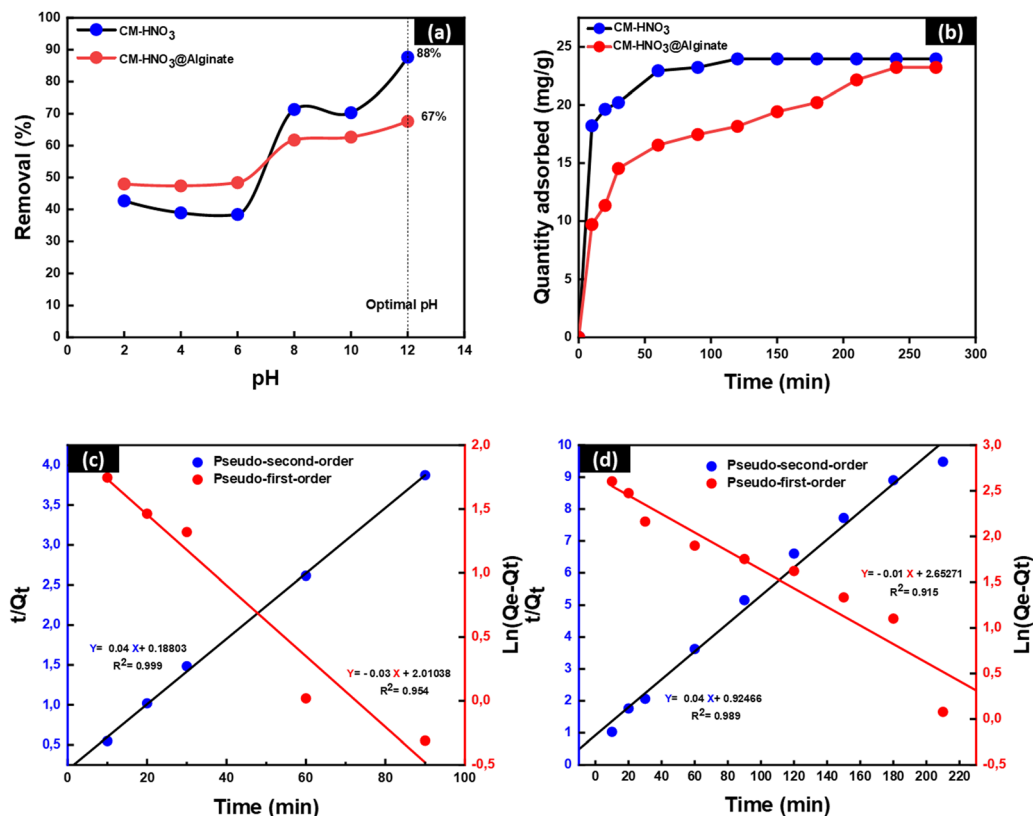 (a)
CM-HNO3
CM-HNO3@Alginate
88%
67%
Optimal pH
Removal (%)
100
90
80
70
60
50
40
30
20
10
0
0 2 4 6 8 10 12 14
pH
(b)
CM-HNO3
CM-HNO3@Alginate
Quantity adsorbed (mg/g)
25
20
15
10
5
0
0 50 100 150 200 250 300
Time (min)
(c)
Pseudo-second-order
Pseudo-first-order
t/Qt
4,0
3,5
3,0
2,5
2,0
1,5
1,0
0,5
Y= 0.04 X+ 0.18803
R2= 0.999
Y= - 0.03 X + 2.01038
R2= 0.954
2,0
1,5
1,0
0,5
0,0
-0,5
Ln(Qe-Qt)
0 20 40 60 80 100
Time (min)
(d)
Pseudo-second-order
Pseudo-first-order
t/Qt
10
9
8
7
6
5
4
3
2
1
0
Y= - 0.01 X + 2.65271
R2= 0.915
Y= 0.04 X+ 0.92466
R2= 0.989
3,0
2,5
2,0
1,5
1,0
0,5
0,0
-0,5
Ln(Qe-Qt)
0 20 40 60 80 100 120 140 160 180 200 220
Time (min)